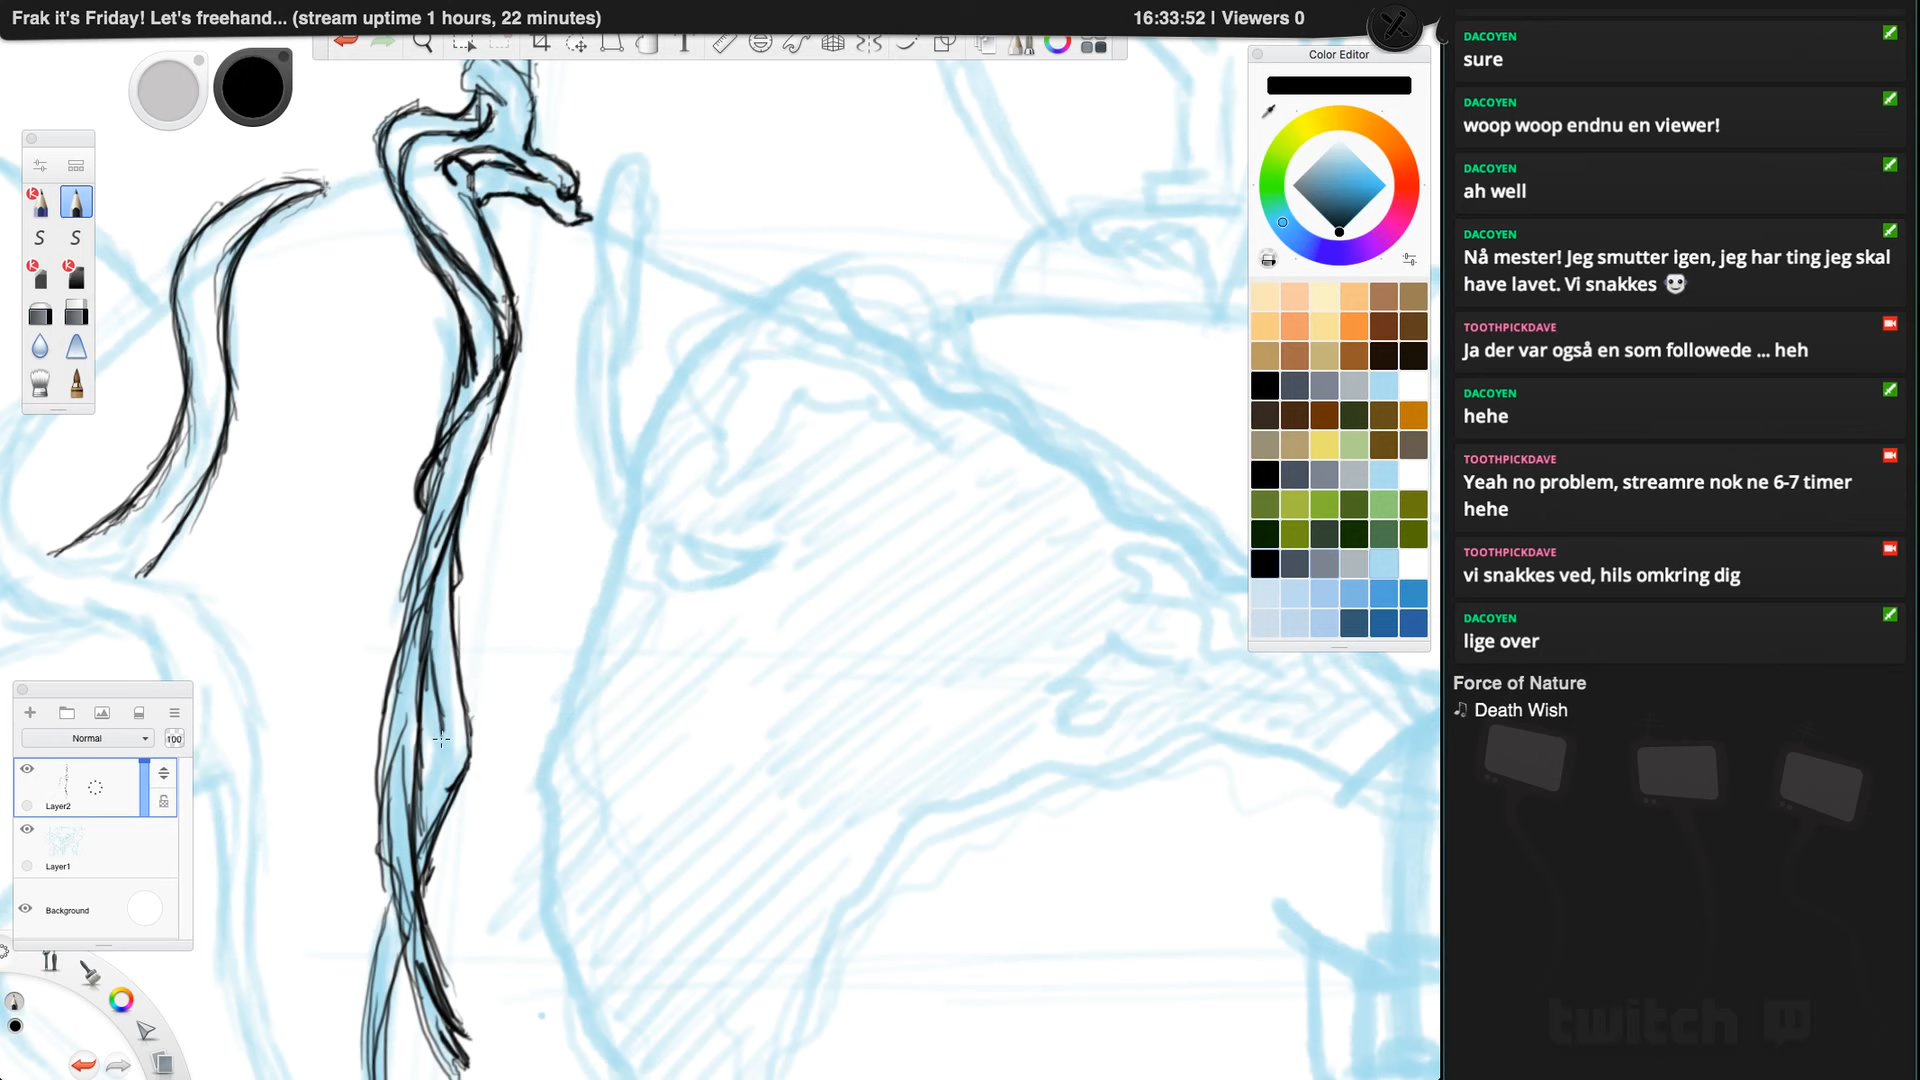 Frak it's Friday! Let's freehand... (stream uptime 1 hours, 22 minutes)
16:33:52 | Viewers 0
Color Editor
Normal
100
Layer2
Layer1
Background
DACOYEN
sure
DACOYEN
woop woop endnu en viewer!
DACOYEN
ah well
DACOYEN
Nå mester! Jeg smutter igen, jeg har ting jeg skal
have lavet. Vi snakkes
TOOTHPICKDAVE
Ja der var også en som followede ... heh
DACOYEN
hehe
TOOTHPICKDAVE
Yeah no problem, streamre nok ne 6-7 timer
hehe
TOOTHPICKDAVE
vi snakkes ved, hils omkring dig
DACOYEN
lige over
Force of Nature
Death Wish
twitch